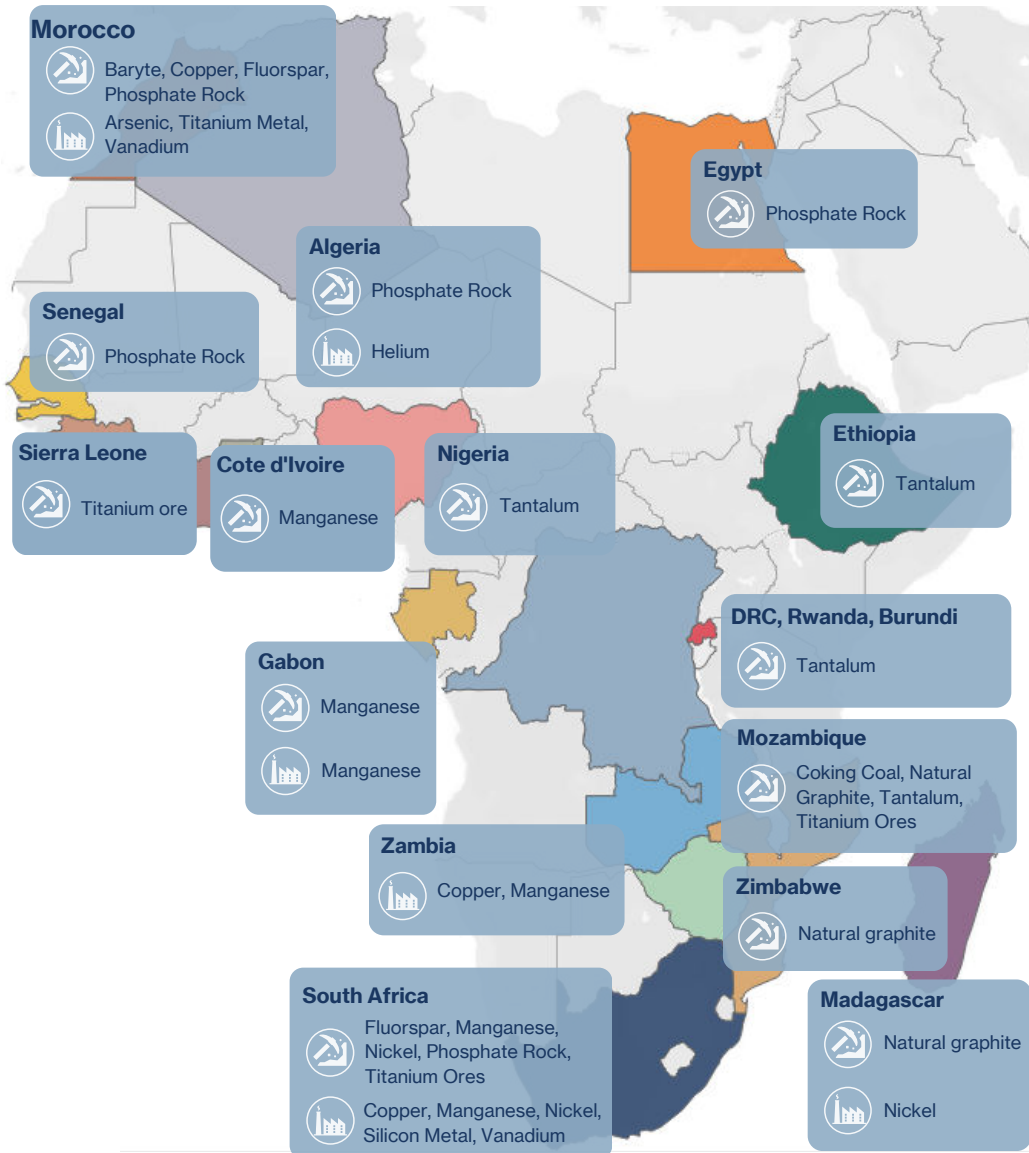 Morocco
Baryte, Copper, Fluorspar,
Phosphate Rock
Arsenic, Titanium Metal,
Vanadium
Egypt
Phosphate Rock
Algeria
Phosphate Rock
Helium
Senegal
Phosphate Rock
Sierra Leone
Titanium ore
Cote d'Ivoire
Manganese
Nigeria
Tantalum
Ethiopia
Tantalum
DRC, Rwanda, Burundi
Tantalum
Gabon
Manganese
Manganese
Mozambique
Coking Coal, Natural
Graphite, Tantalum,
Titanium Ores
Zambia
Copper, Manganese
Zimbabwe
Natural graphite
South Africa
Fluorspar, Manganese,
Nickel, Phosphate Rock,
Titanium Ores
Copper, Manganese, Nickel,
Silicon Metal, Vanadium
Madagascar
Natural graphite
Nickel